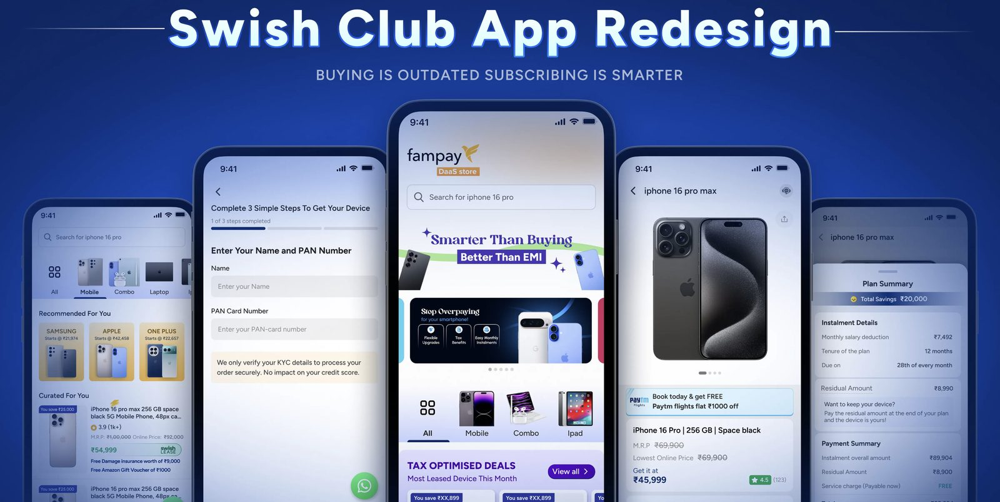 Swish Club App Redesign
BUYING IS OUTDATED SUBSCRIBING IS SMARTER
9:41
Search for iphone 16 pro
All
Mobile
Combo
Laptop
Recommended For You
SAMSUNG
Starts @ ₹21,974
APPLE
Starts @ ₹42,458
ONE PLUS
Starts @ ₹22,657
Curated For You
You save ₹25,000
iPhone 16 pro max 256 GB space
black 5G Mobile Phone, 48px ca...
3.9 (1k+)
M.R.P: ₹1,00,000 Online Price: ₹92,000
₹54,999
swish
LEASE
Free Damage insurance worth of ₹9,000
Free Amazon Gift Voucher of ₹1000
You save ₹25,000
iPhone 16 pro max 256 GB space
black 5G Mobile Phone, 48px ca...
9:41
Complete 3 Simple Steps To Get Your Device
1 of 3 steps completed
Enter Your Name and PAN Number
Name
Enter your Name
PAN Card Number
Enter your PAN-card number
We only verify your KYC details to process your
order securely. No impact on your credit score.
9:41
fampay
DaaS store
Search for iphone 16 pro
Smarter Than Buying
Better Than EMI
Stop Overpaying
for your smartphone!
Flexible
Upgrades
Tax
Benefits
Easy Monthly
Instalments
All
Mobile
Combo
Ipad
TAX OPTIMISED DEALS
Most Leased Device This Month
View all
You save ₹XX,899
You save ₹XX,899
Yo
9:41
iphone 16 pro max
paytm
flights
Book today & get FREE
Paytm flights flat ₹1000 off
iPhone 16 Pro | 256 GB | Space black
M.R.P ₹69,900
Lowest Online Price ₹69,900
Get it at
₹45,999
4.5 (123)
9:41
iphone 16 pro max
Plan Summary
Total Savings ₹20,000
Instalment Details
Monthly salary deduction ₹7,492
Tenure of the plan 12 months
Due on 28th of every month
Residual Amount ₹8,990
Want to keep your device?
Pay the residual amount at the end of your plan
and the device is yours!
Payment Summary
Instalment overall amount ₹89,904
Residual Amount ₹8,900
Service charge (Payable now) FREE